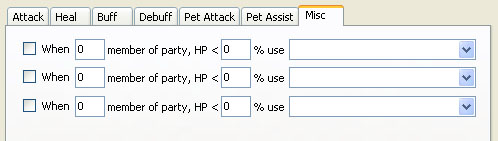 Attack Heal Buff Debuff Pet Attack Pet Assist Misc
When 0 member of party, HP < 0 % use
When 0 member of party, HP < 0 % use
When 0 member of party, HP < 0 % use